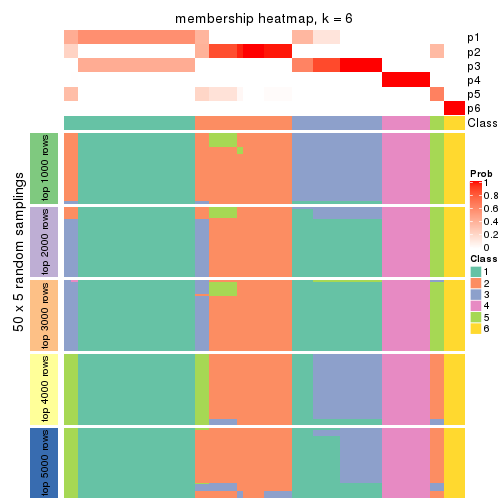 membership heatmap, k = 6
p1
p2
p3
p4
p5
p6
Class
50 x 5 random samplings
top 1000 rows
top 2000 rows
top 3000 rows
top 4000 rows
top 5000 rows
Prob
1
0.8
0.6
0.4
0.2
0
Class
1
2
3
4
5
6